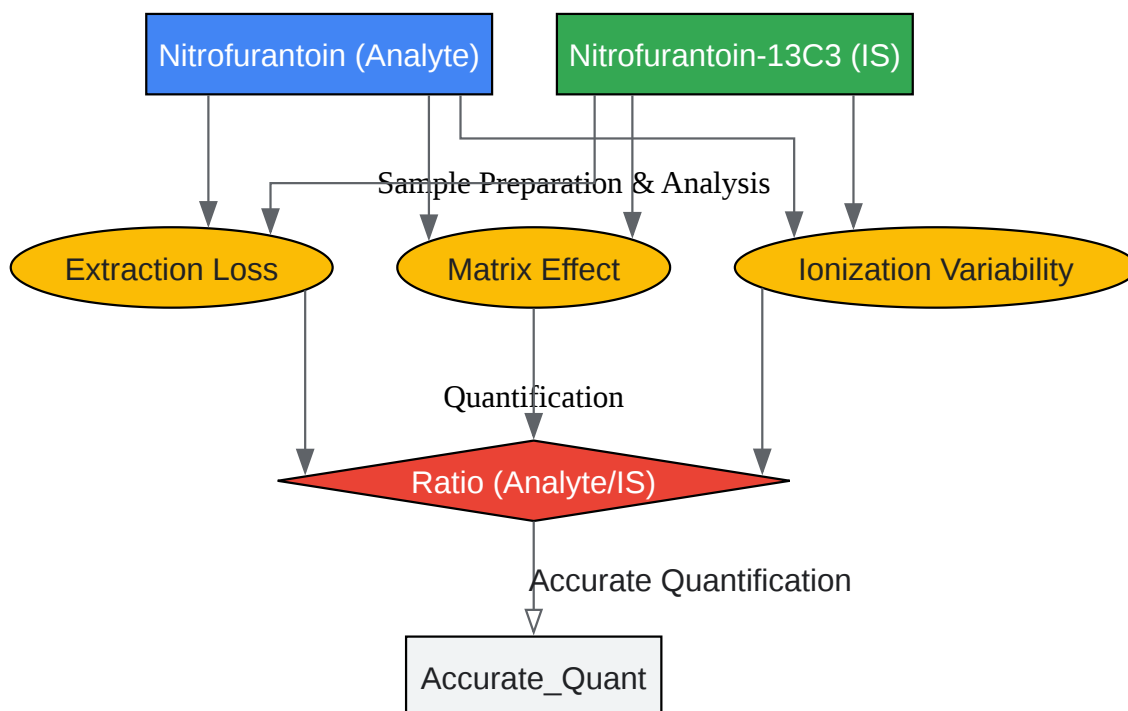 Nitrofurantoin (Analyte)
Nitrofurantoin-13C3 (IS)
Sample Preparation & Analysis
Extraction Loss
Matrix Effect
Ionization Variability
Quantification
Ratio (Analyte/IS)
Accurate Quantification
Accurate_Quant